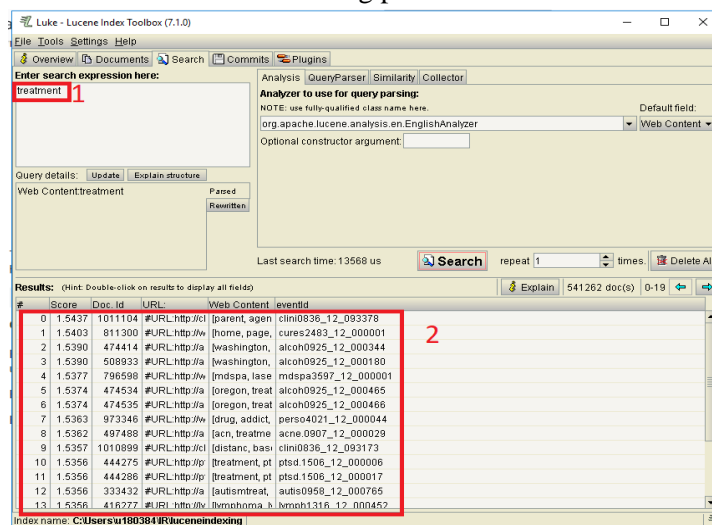 Luke - Lucene Index Toolbox (7.1.0)
File Tools Settings Help
Overview Documents Search Commits Plugins
Enter search expression here:
treatment 1
Analysis QueryParser Similarity Collector
Analyzer to use for query parsing:
NOTE: use fully-qualified class name here. Default field:
org.apache.lucene.analysis.en.EnglishAnalyzer Web Content
Optional constructor argument:
Query details: Update Explain structure
Web Content:treatment Parsed
Rewritten
Last search time: 13568 us Search repeat 1 times. Delete Al
Results: (Hint: Double-click on results to display all fields) Explain 541262 doc(s) 0-19
# Score Doc. Id URL: Web Content eventId
0 1.5437 1011104 #URL:http://cl [parent, agen clini0836_12_093378
1 1.5403 811300 #URL:http://w [home, page, cures2483_12_000001
2 1.5390 474414 #URL:http://a [washington, alcoh0925_12_000344
3 1.5390 508933 #URL:http://a [washington, alcoh0925_12_000180
4 1.5377 796598 #URL:http://w [mdspa, lase mdspa3597_12_000001
5 1.5374 474534 #URL:http://a [oregon, treat alcoh0925_12_000465
6 1.5374 474535 #URL:http://a [oregon, treat alcoh0925_12_000466
7 1.5363 973346 #URL:http://w [drug, addict, perso4021_12_000044
8 1.5362 497488 #URL:http://a [acn, treatme acne.0907_12_000029
9 1.5357 1010899 #URL:http://cl [distanc, base clini0836_12_093173
10 1.5356 444275 #URL:http://p [treatment, pt ptsd.1506_12_000006
11 1.5356 444286 #URL:http://p [treatment, pt ptsd.1506_12_000017
12 1.5356 333432 #URL:http://a [autismtreat, autis0958_12_000765
13 1.5356 416277 #URL:http://ly [lymphoma, h lymph1316_12_000452
2
Index name: C:\Users\u180384\IR\luceneindexing